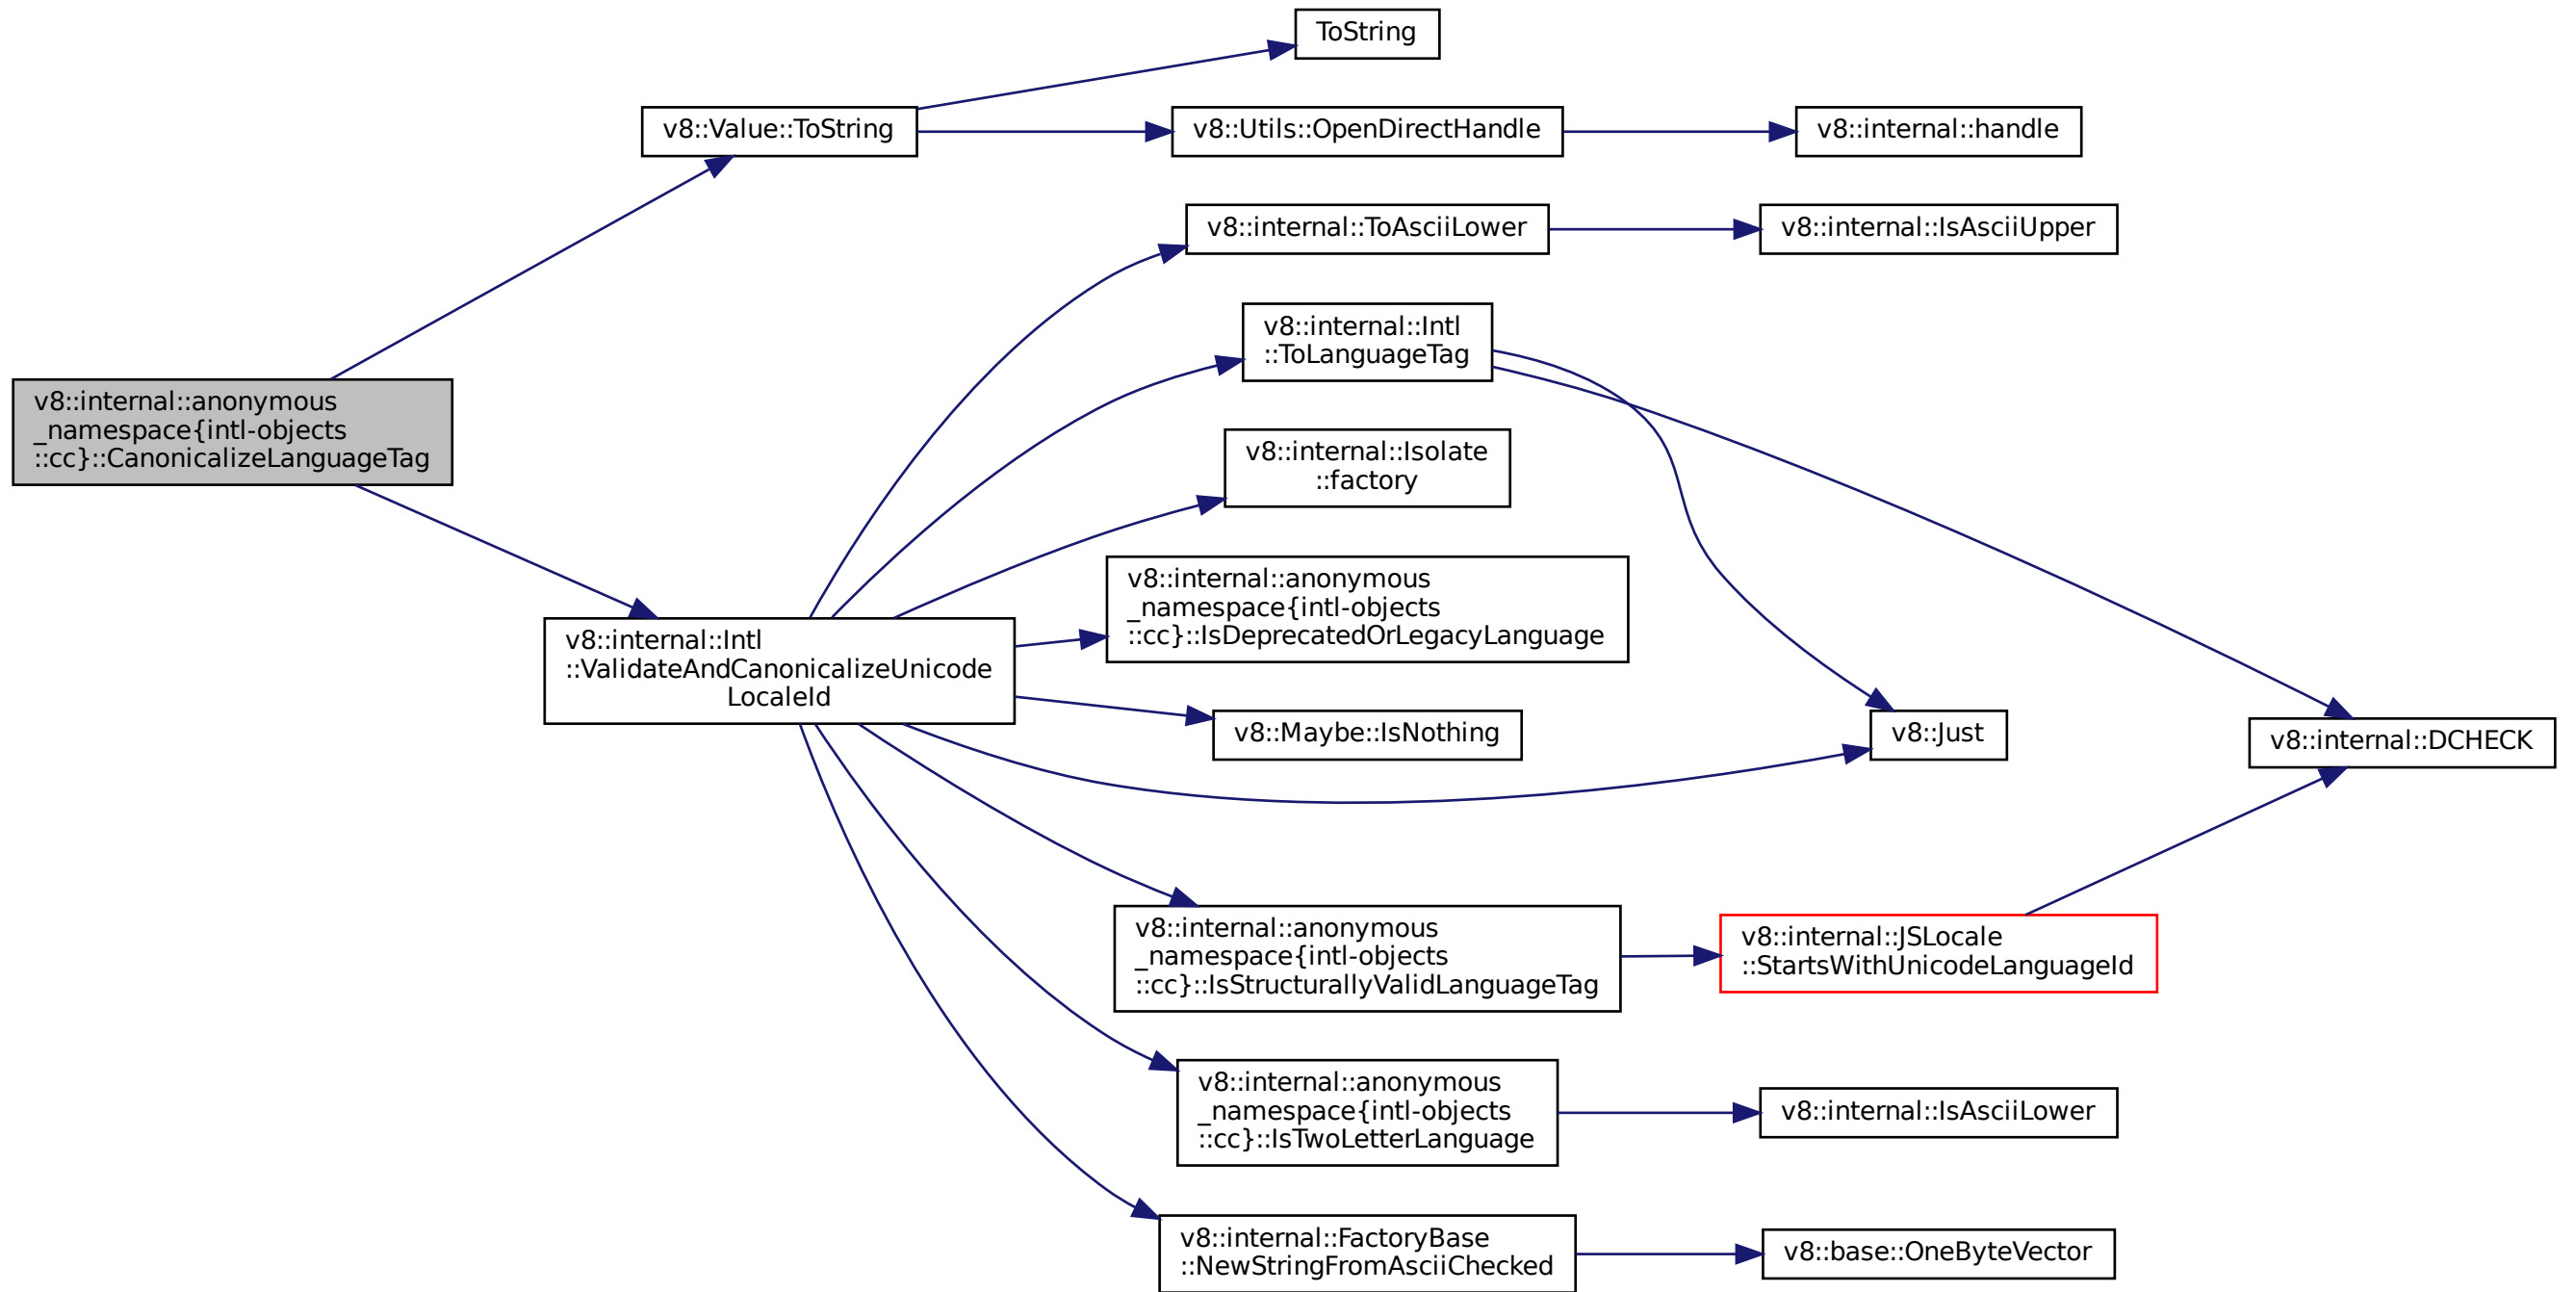 ToString
v8::Value::ToString
v8::Utils::OpenDirectHandle
v8::internal::handle
v8::internal::ToAsciiLower
v8::internal::IsAsciiUpper
v8::internal::Intl
::ToLanguageTag
v8::internal::anonymous
_namespace{intl-objects
::cc}::CanonicalizeLanguageTag
v8::internal::Isolate
::factory
v8::internal::anonymous
_namespace{intl-objects
::cc}::IsDeprecatedOrLegacyLanguage
v8::internal::Intl
::ValidateAndCanonicalizeUnicode
LocaleId
v8::Maybe::IsNothing
v8::Just
v8::internal::DCHECK
v8::internal::anonymous
_namespace{intl-objects
::cc}::IsStructurallyValidLanguageTag
v8::internal::JSLocale
::StartsWithUnicodeLanguageId
v8::internal::anonymous
_namespace{intl-objects
::cc}::IsTwoLetterLanguage
v8::internal::IsAsciiLower
v8::internal::FactoryBase
::NewStringFromAsciiChecked
v8::base::OneByteVector